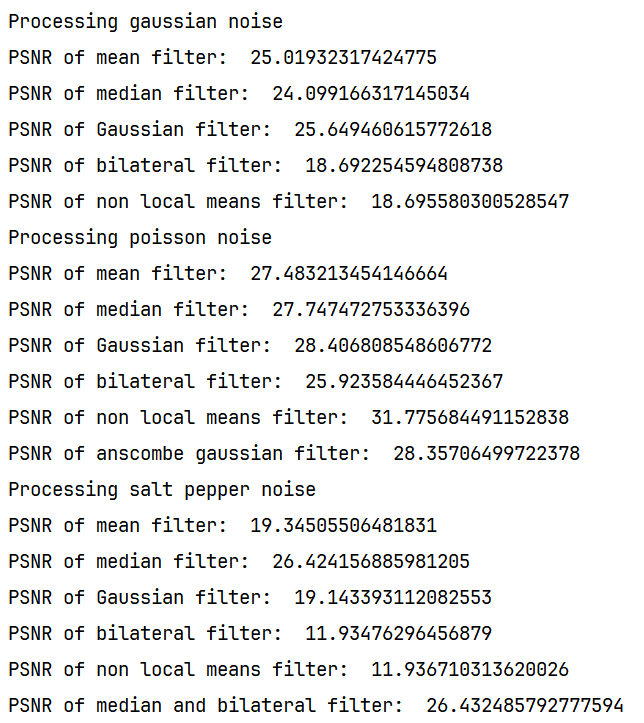 Processing gaussian noise
PSNR of mean filter:  25.01932317424775
PSNR of median filter:  24.099166317145034
PSNR of Gaussian filter:  25.649460615772618
PSNR of bilateral filter:  18.692254594808738
PSNR of non local means filter:  18.695580300528547
Processing poisson noise
PSNR of mean filter:  27.483213454146664
PSNR of median filter:  27.747472753336396
PSNR of Gaussian filter:  28.406808548606772
PSNR of bilateral filter:  25.923584446452367
PSNR of non local means filter:  31.775684491152838
PSNR of anscombe gaussian filter:  28.35706499722378
Processing salt pepper noise
PSNR of mean filter:  19.34505506481831
PSNR of median filter:  26.424156885981205
PSNR of Gaussian filter:  19.143393112082553
PSNR of bilateral filter:  11.93476296456879
PSNR of non local means filter:  11.936710313620026
PSNR of median and bilateral filter:  26.432485792777594